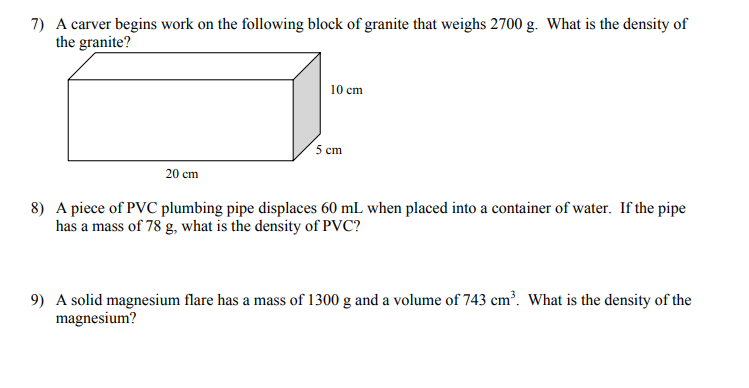 7) A carver begins work on the following block of granite that weighs 2700 g. What is the density of
the granite?
10 cm
5 cm
20 cm
8) A piece of PVC plumbing pipe displaces 60 mL when placed into a container of water. If the pipe
has a mass of 78 g, what is the density of PVC?
9) A solid magnesium flare has a mass of 1300 g and a volume of 743 cm³. What is the density of the
magnesium?